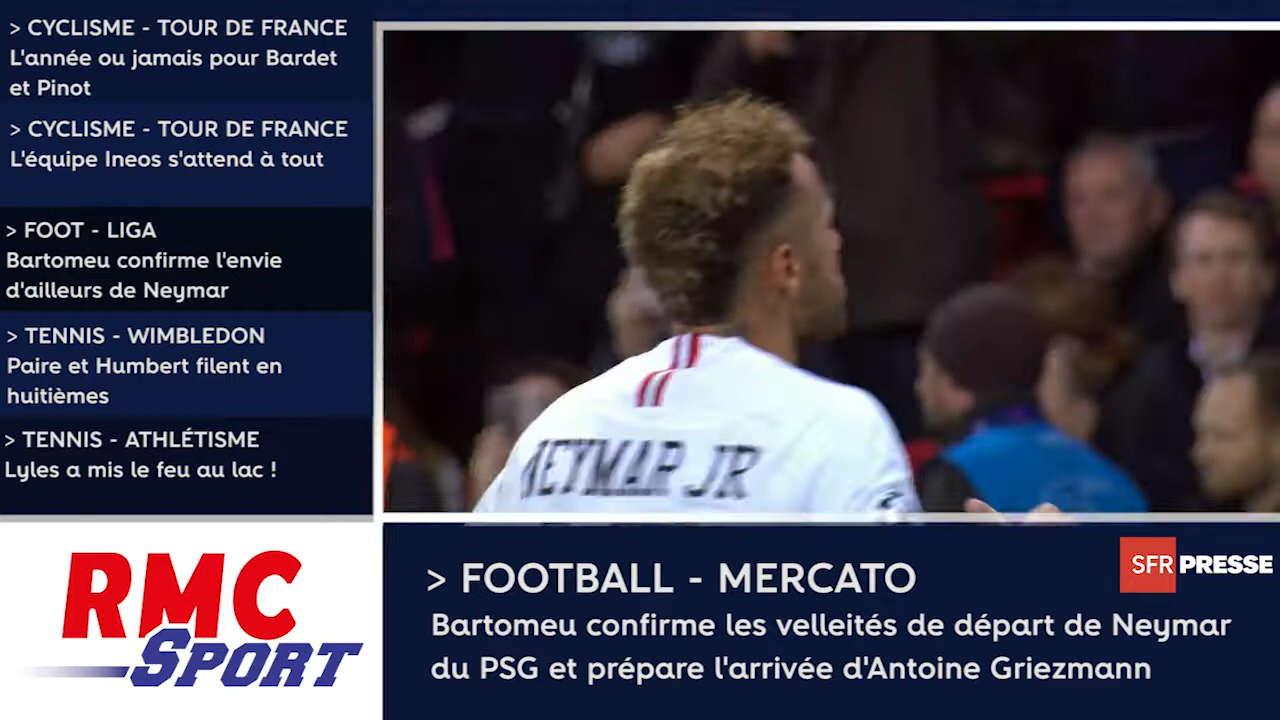 > CYCLISME - TOUR DE FRANCE
L'année ou jamais pour Bardet
et Pinot
> CYCLISME - TOUR DE FRANCE
L'équipe Ineos s'attend à tout
> FOOT - LIGA
Bartomeu confirme l'envie
d'ailleurs de Neymar
> TENNIS - WIMBLEDON
Paire et Humbert filent en
huitièmes
> TENNIS - ATHLÉTISME
Lyles a mis le feu au lac !
NEYMAR JR
RMC
SPORT
SFR PRESSE
> FOOTBALL - MERCATO
Bartomeu confirme les velleités de départ de Neymar
du PSG et prépare l'arrivée d'Antoine Griezmann